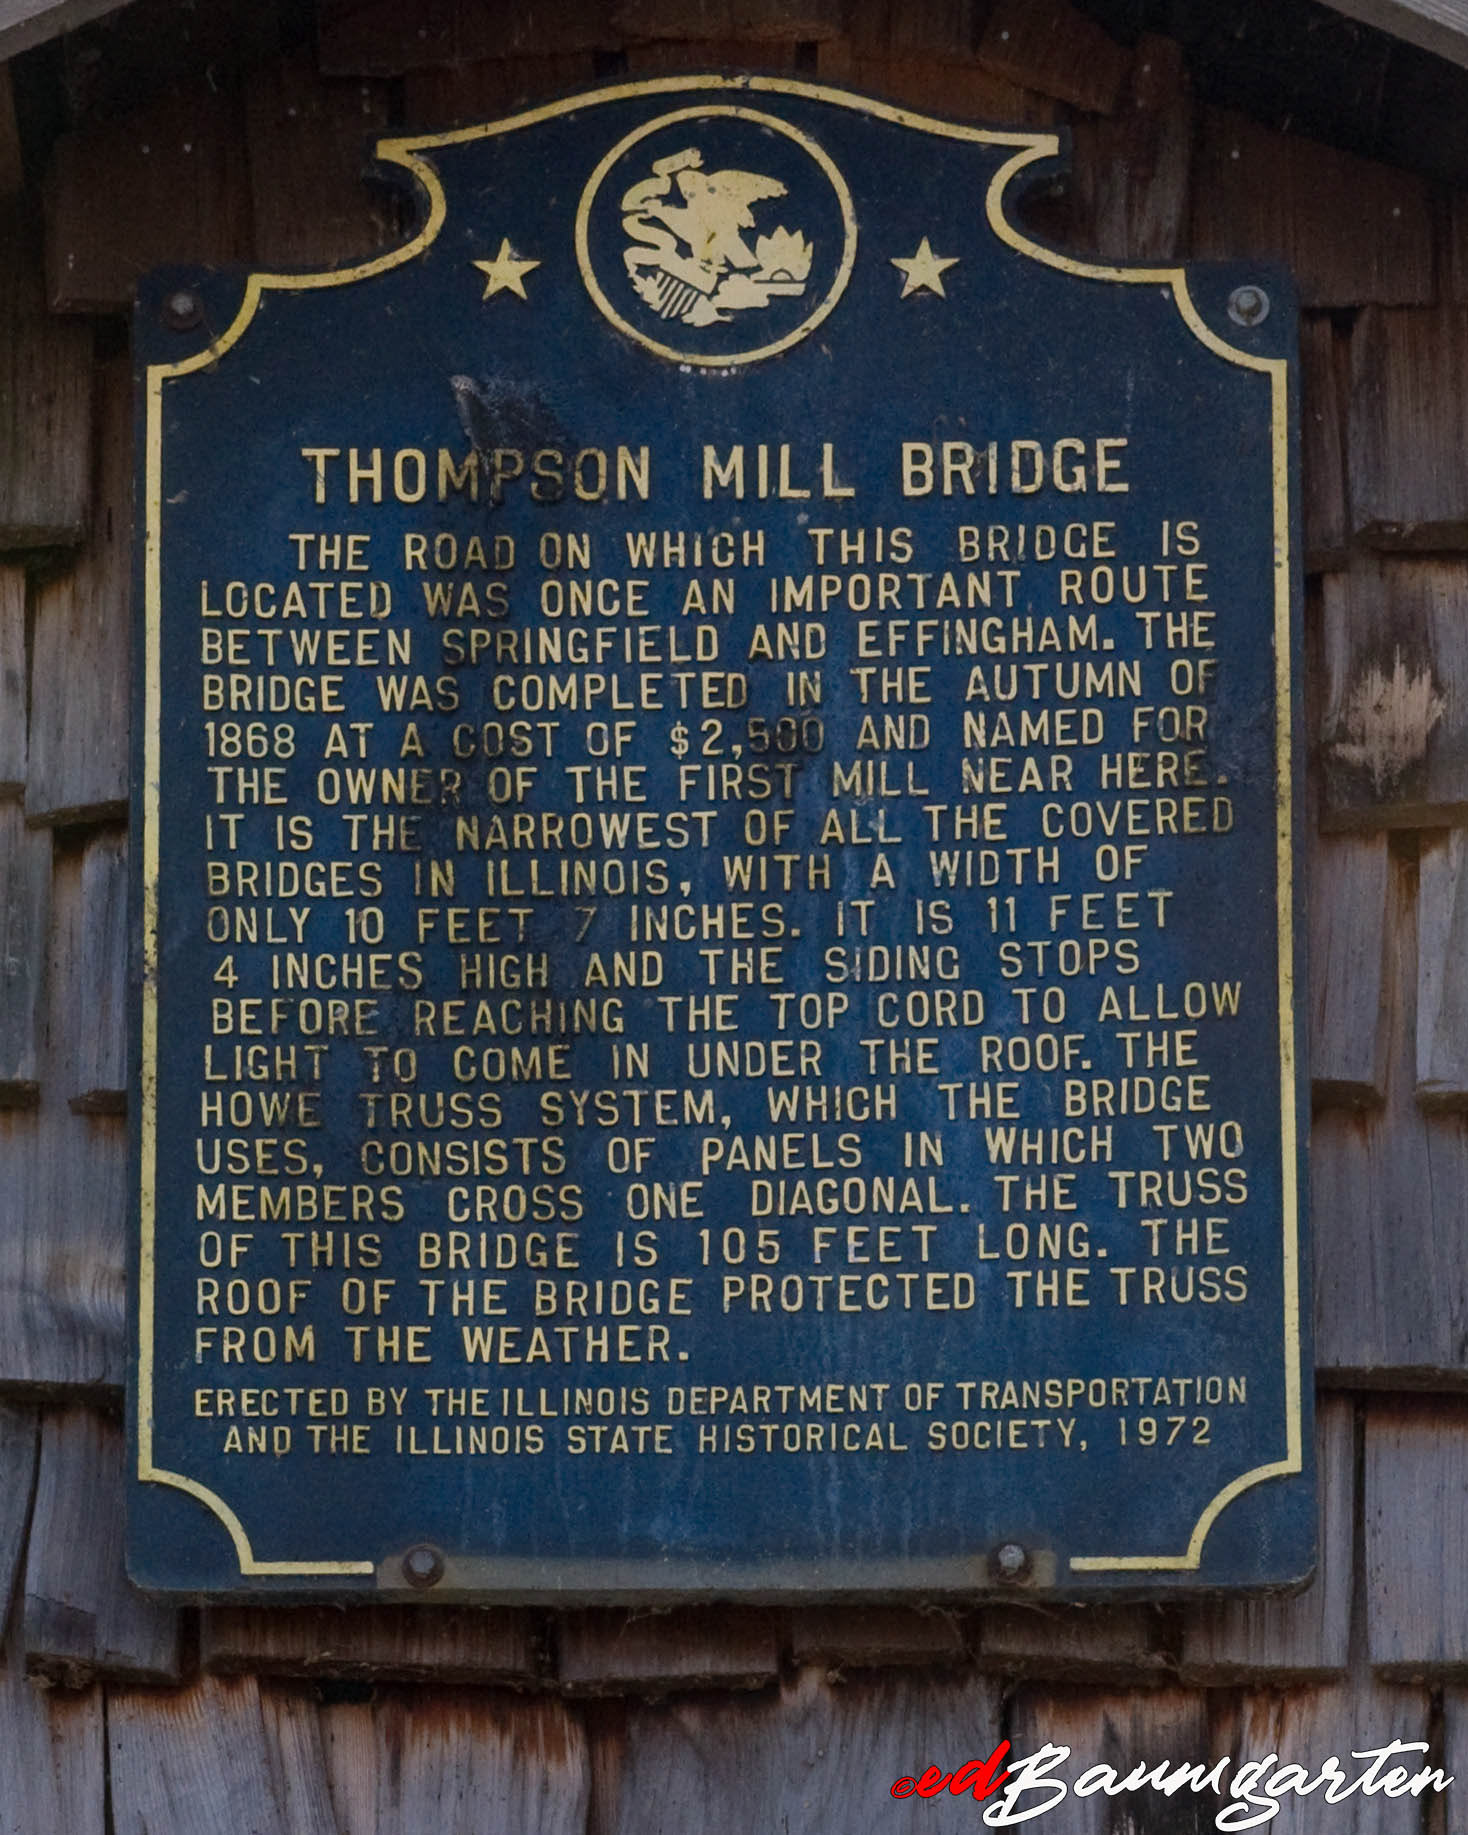 THOMPSON MILL BRIDGE
THE ROAD ON WHICH THIS BRIDGE IS
LOCATED WAS ONCE AN IMPORTANT ROUTE
BETWEEN SPRINGFIELD AND EFFINGHAM. THE
BRIDGE WAS COMPLETED IN THE AUTUMN OF
1868 AT A COST OF $2,500 AND NAMED FOR
THE OWNER OF THE FIRST MILL NEAR HERE.
IT IS THE NARROWEST OF ALL THE COVERED
BRIDGES IN ILLINOIS, WITH A WIDTH OF
ONLY 10 FEET 7 INCHES. IT IS 11 FEET
4 INCHES HIGH AND THE SIDING STOPS
BEFORE REACHING THE TOP CORD TO ALLOW
LIGHT TO COME IN UNDER THE ROOF. THE
HOWE TRUSS SYSTEM, WHICH THE BRIDGE
USES, CONSISTS OF PANELS IN WHICH TWO
MEMBERS CROSS ONE DIAGONAL. THE TRUSS
OF THIS BRIDGE IS 105 FEET LONG. THE
ROOF OF THE BRIDGE PROTECTED THE TRUSS
FROM THE WEATHER.
ERECTED BY THE ILLINOIS DEPARTMENT OF TRANSPORTATION
AND THE ILLINOIS STATE HISTORICAL SOCIETY, 1972
©edBaumgarten